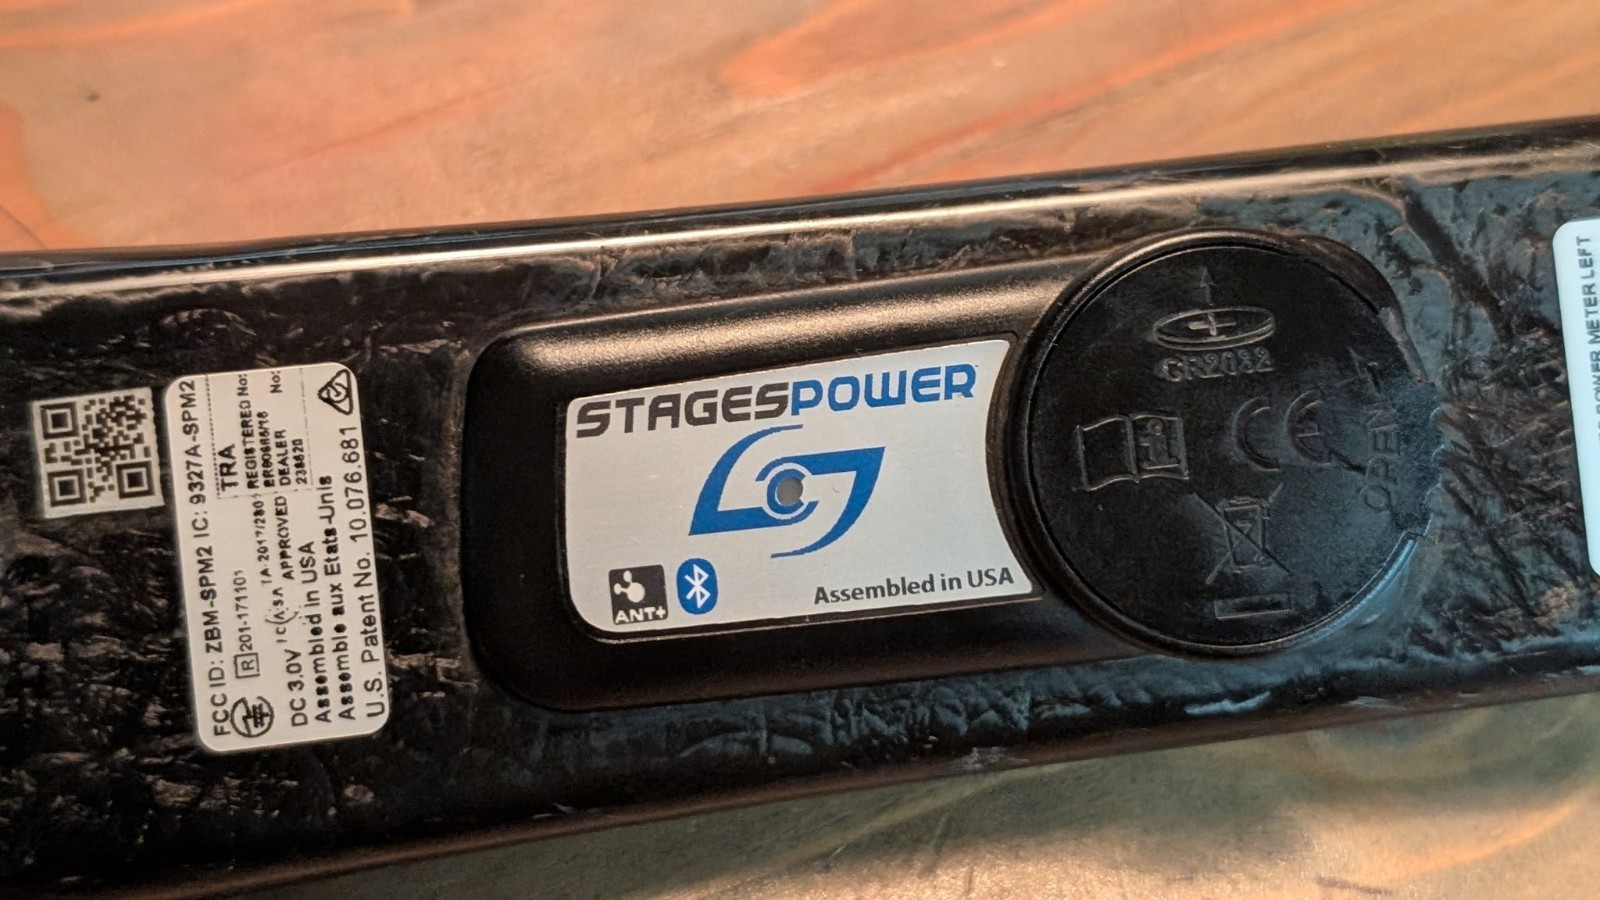 FCC ID: ZBM-SPM2 IC: 9327A-SPM2
R 201-171101
TRA
REGISTERED No:
DEALER
No:
ICASA
APPROVED
DC 3.0V
Assembled in USA
Assemble aux Etats-Unis
U.S. Patent No. 10.076.681
STAGESPOWER
ANT+
Assembled in USA
CR2032
CE
OPEN
POWER METER LEFT